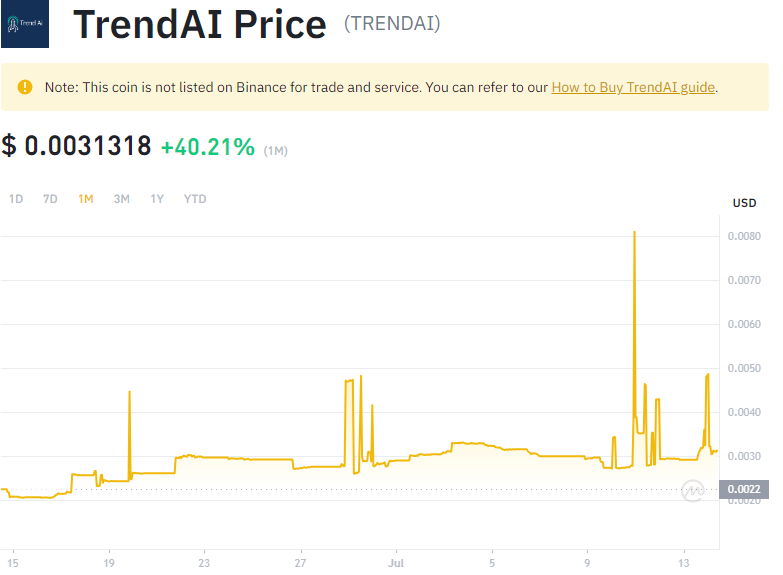 Trend Ai
TrendAI Price (TRENDAI)
Note: This coin is not listed on Binance for trade and service. You can refer to our How to Buy TrendAI guide.
$ 0.0031318 +40.21% (1M)
1D 7D 1M 3M 1Y YTD
USD
0.0080
0.0070
0.0060
0.0050
0.0040
0.0030
0.0022
0.0020
15 19 23 27 Jul 5 9 13